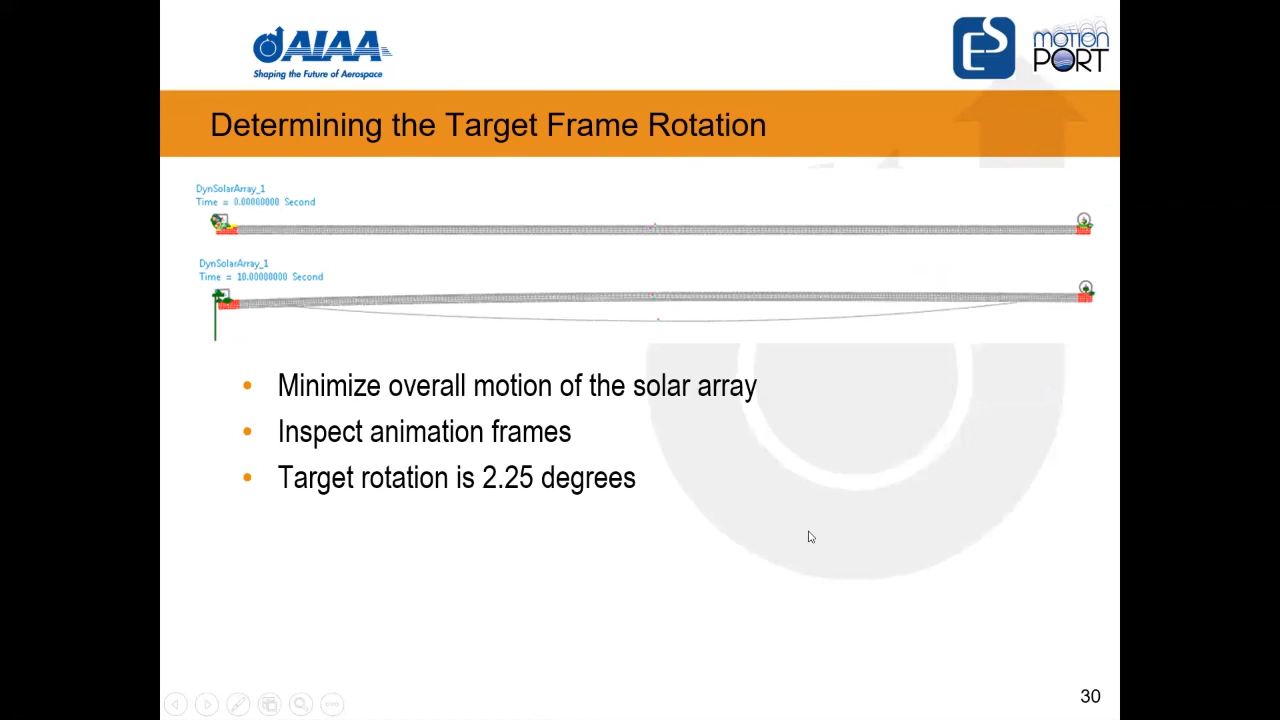 AIAA
Shaping the Future of Aerospace
ES
MOTION
PORT
Determining the Target Frame Rotation
DynSolarArray_1
Time = 0.00000000 Second
DynSolarArray_1
Time = 10.00000000 Second
• Minimize overall motion of the solar array
• Inspect animation frames
• Target rotation is 2.25 degrees
30